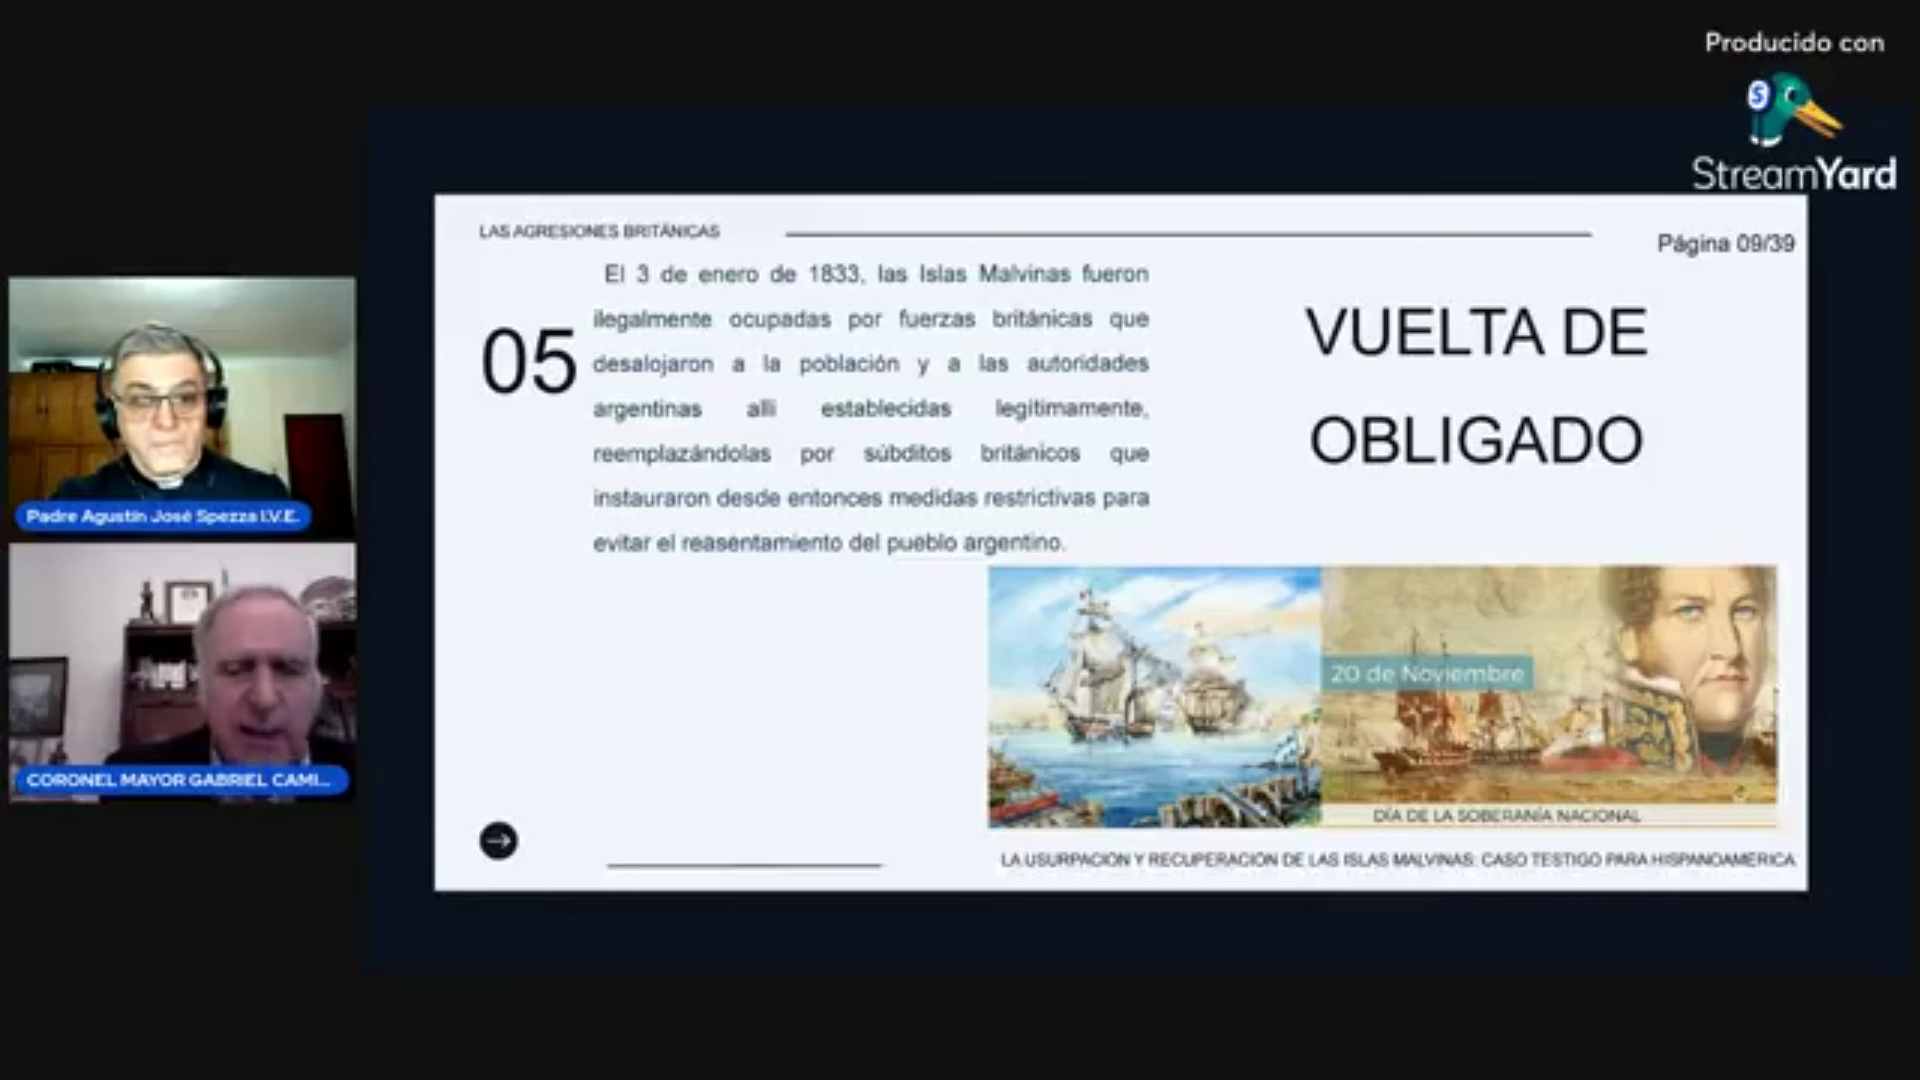 Producido con
StreamYard
LAS AGRESIONES BRITÁNICAS
Página 09/39
El 3 de enero de 1833, las Islas Malvinas fueron
ilegalmente ocupadas por fuerzas británicas que
desalojaron a la población y a las autoridades
argentinas allí establecidas legítimamente,
reemplazándolas por súbditos británicos que
instauraron desde entonces medidas restrictivas para
evitar el reasentamiento del pueblo argentino.
05
VUELTA DE
OBLIGADO
Padre Agustín José Spezza I.V.E.
CORONEL MAYOR GABRIEL CAMI...
20 de Noviembre
DÍA DE LA SOBERANÍA NACIONAL
LA USURPACIÓN Y RECUPERACIÓN DE LAS ISLAS MALVINAS: CASO TESTIGO PARA HISPANOAMERICA